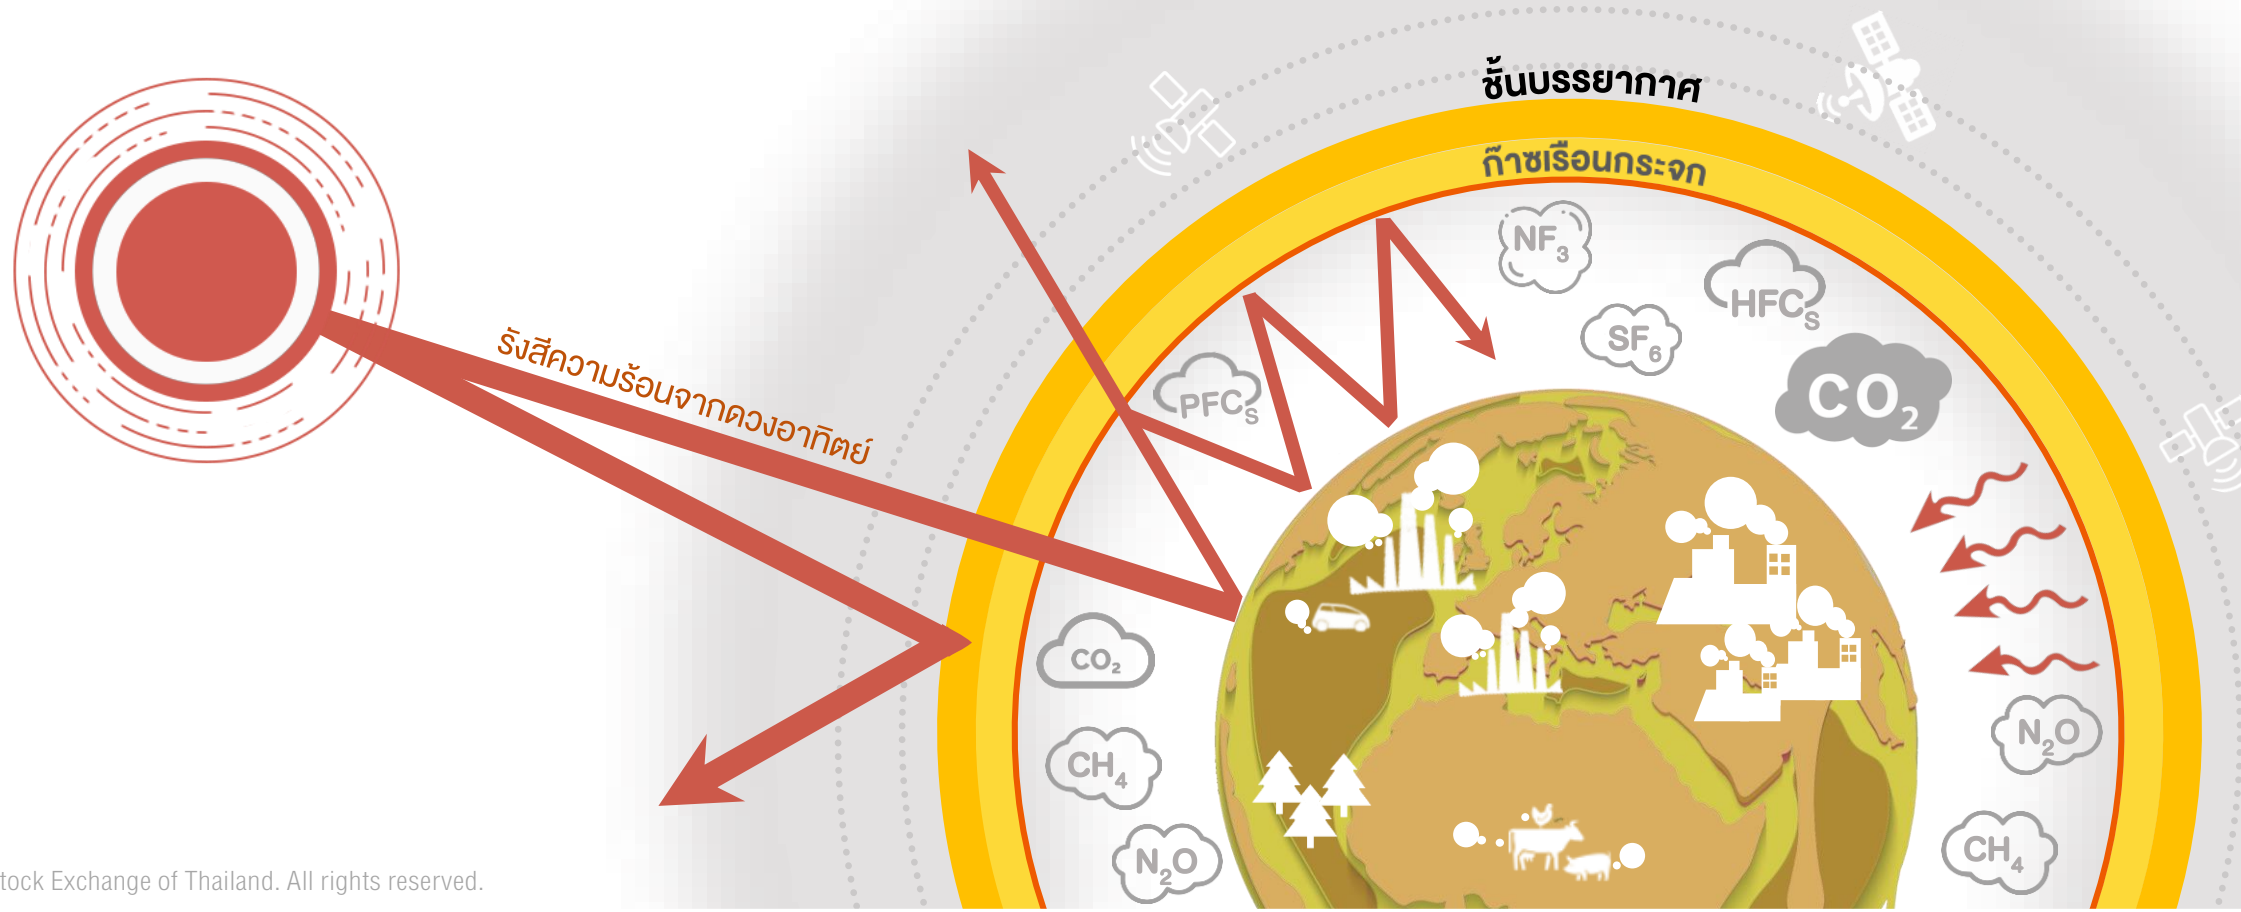 ชั้นบรรยากาศ
ก๊าซเรือนกระจก
NF3
HFCs
SF6
PFCs
CO2
รังสีความร้อนจากดวงอาทิตย์
CO2
N2O
CH4
CH4
N2O
tock Exchange of Thailand. All rights reserved.